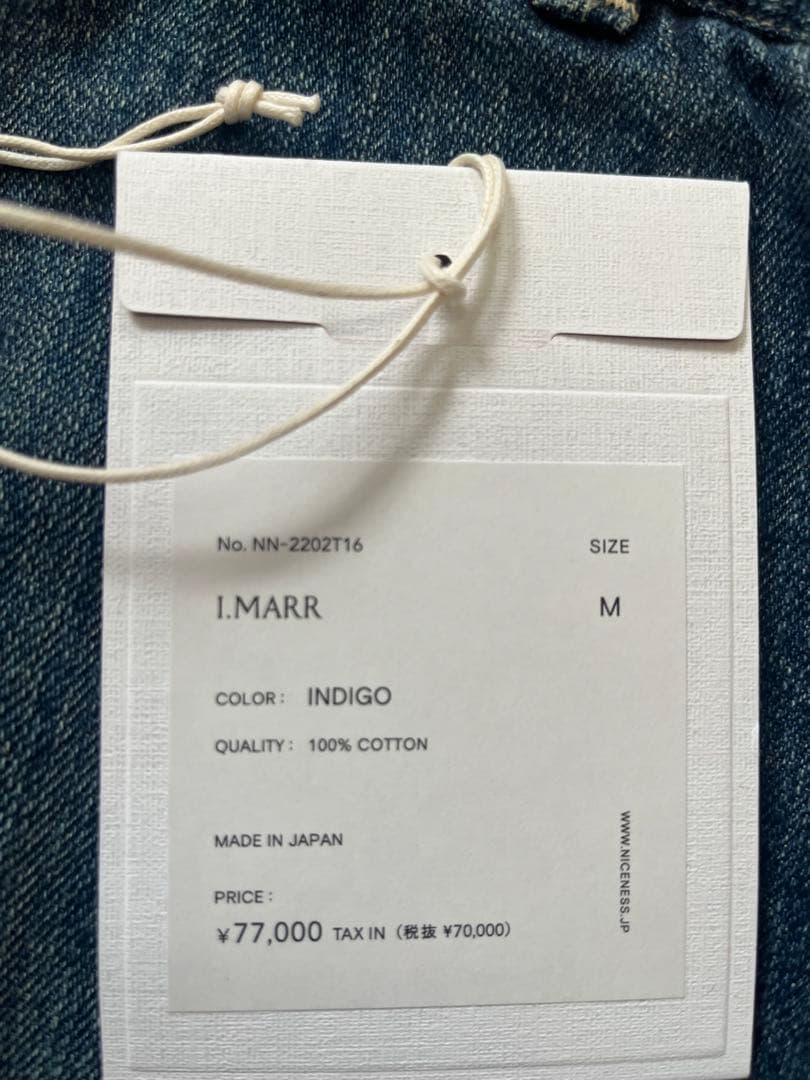 No. NN-2202T16
SIZE
I.MARR
M
COLOR : INDIGO
QUALITY : 100% COTTON
MADE IN JAPAN
PRICE :
¥77,000 TAX IN (税抜 ¥70,000)
WWW.NICENESS.JP